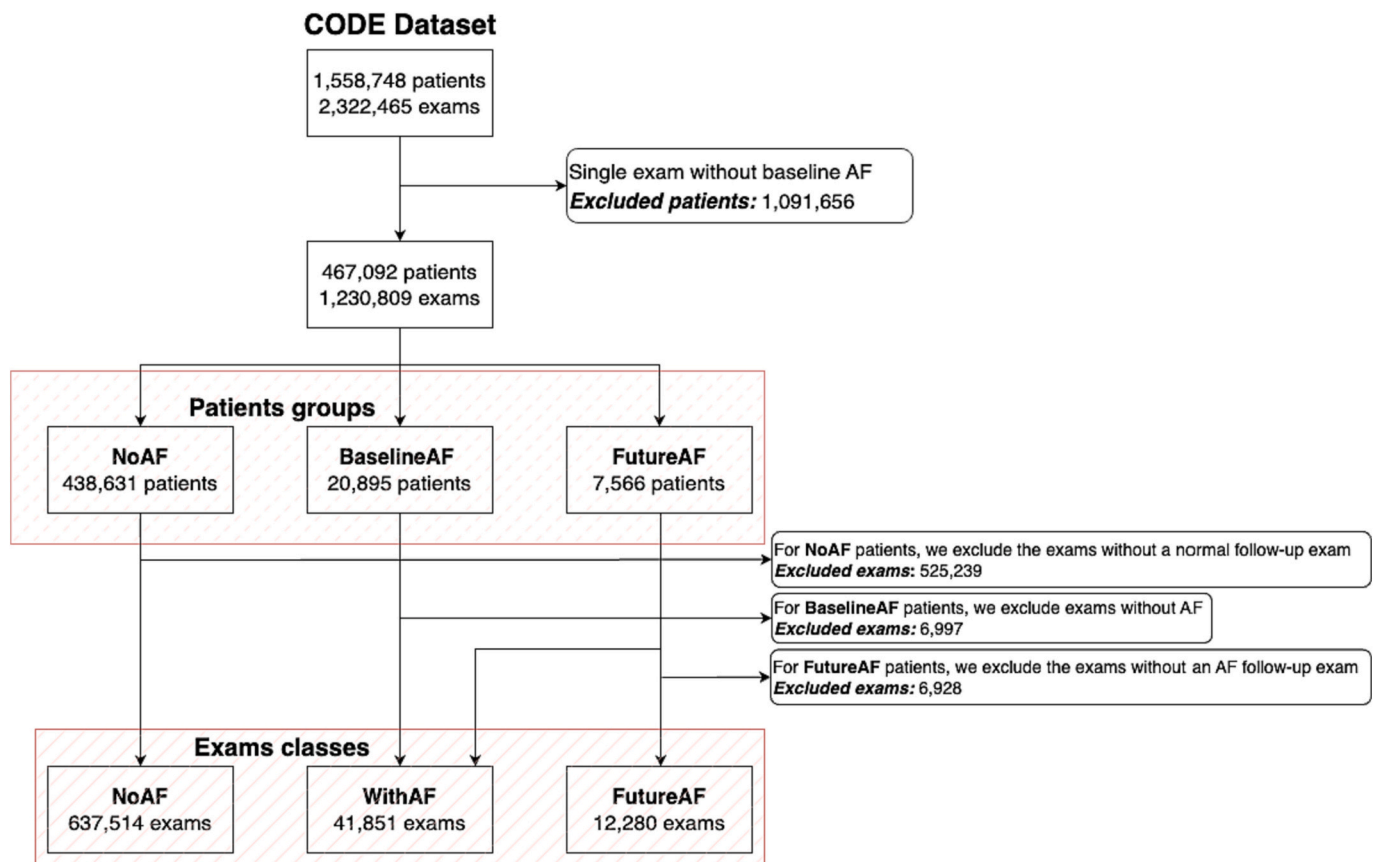 CODE Dataset
1,558,748 patients
2,322,465 exams
Single exam without baseline AF
Excluded patients: 1,091,656
467,092 patients
1,230,809 exams
Patients groups
NoAF
438,631 patients
BaselineAF
20,895 patients
FutureAF
7,566 patients
For NoAF patients, we exclude the exams without a normal follow-up exam
Excluded exams: 525,239
For BaselineAF patients, we exclude exams without AF
Excluded exams: 6,997
For FutureAF patients, we exclude the exams without an AF follow-up exam
Excluded exams: 6,928
Exams classes
NoAF
637,514 exams
WithAF
41,851 exams
FutureAF
12,280 exams